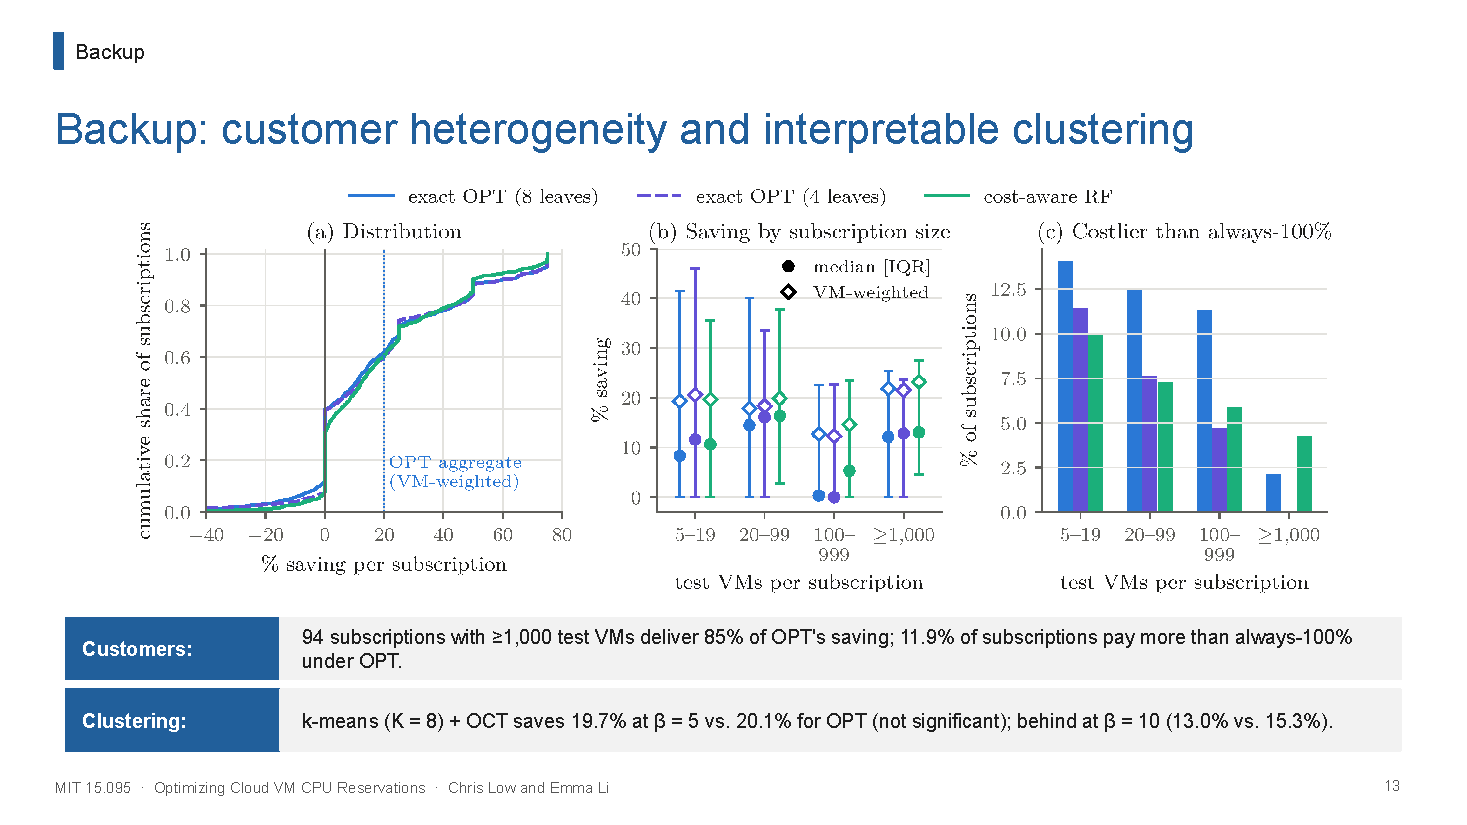 Backup
Backup: customer heterogeneity and interpretable clustering
exact OPT (8 leaves)
exact OPT (4 leaves)
cost-aware RF
(a) Distribution
cumulative share of subscriptions
1.0
0.8
0.6
0.4
0.2
0.0
OPT aggregate
(VM-weighted)
−40 −20 0 20 40 60 80
% saving per subscription
(b) Saving by subscription size
% saving
50
40
30
20
10
0
median [IQR]
VM-weighted
5–19 20–99 100–999 ≥1,000
test VMs per subscription
(c) Costlier than always-100%
% of subscriptions
12.5
10.0
7.5
5.0
2.5
0.0
5–19 20–99 100–999 ≥1,000
test VMs per subscription
Customers:
94 subscriptions with ≥1,000 test VMs deliver 85% of OPT's saving; 11.9% of subscriptions pay more than always-100%
under OPT.
Clustering:
k-means (K = 8) + OCT saves 19.7% at β = 5 vs. 20.1% for OPT (not significant); behind at β = 10 (13.0% vs. 15.3%).
MIT 15.095 · Optimizing Cloud VM CPU Reservations · Chris Low and Emma Li
13